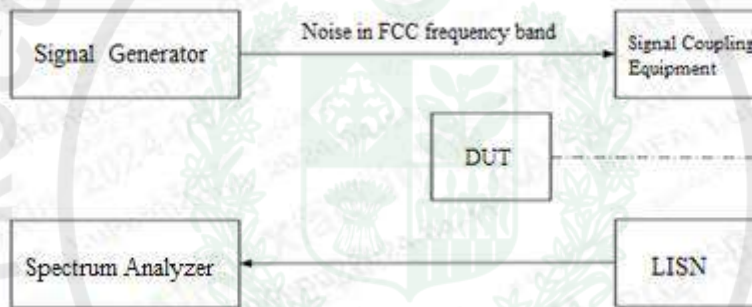 Signal Generator
Noise in FCC frequency band
Signal Coupling
Equipment
DUT
Spectrum Analyzer
LISN